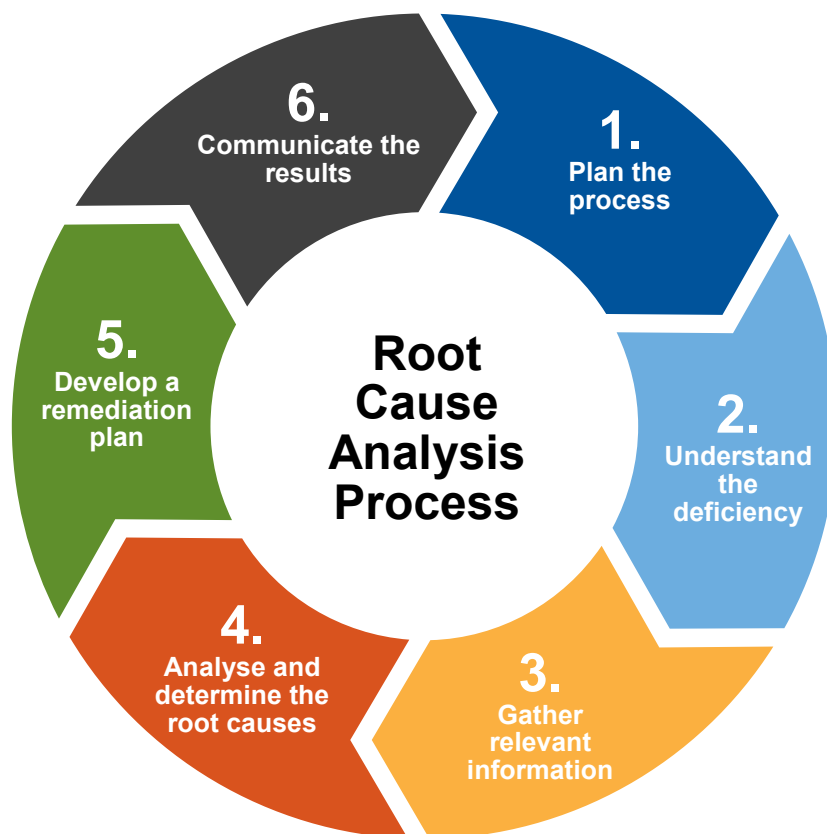 Root
Cause
Analysis
Process
1.
Plan the
process
2.
Understand
the
deficiency
3.
Gather
relevant
information
4.
Analyse and
determine the
root causes
5.
Develop a
remediation
plan
6.
Communicate the
results